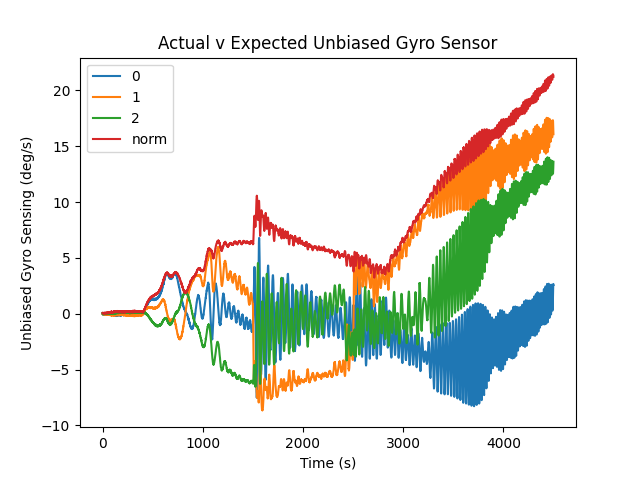 Actual v Expected Unbiased Gyro Sensor
0
1
2
norm
Unbiased Gyro Sensing (deg/s)
20
15
10
5
0
−5
−10
0 1000 2000 3000 4000
Time (s)